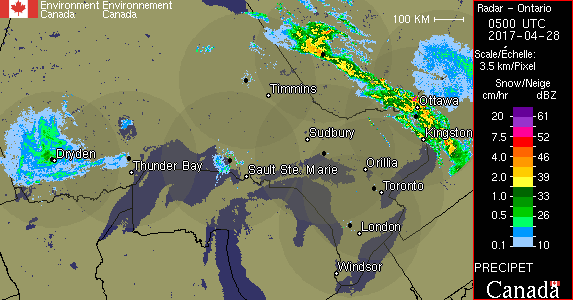 Environment Environnement
Canada Canada
100 KM
Timmins
Ottawa
Kingston
Sudbury
Dryden
Thunder Bay
Sault Ste. Marie
Orillia
Toronto
London
Windsor
Radar - Ontario
0500 UTC
2017-04-28
Scale/Échelle:
3.5 km/Pixel
Snow/Neige
cm/hr dBZ
20 61
7.5 57
5.0 52
4.0 46
2.0 39
1.0 33
0.5 26
0.1 10
PRECIPET
Canada